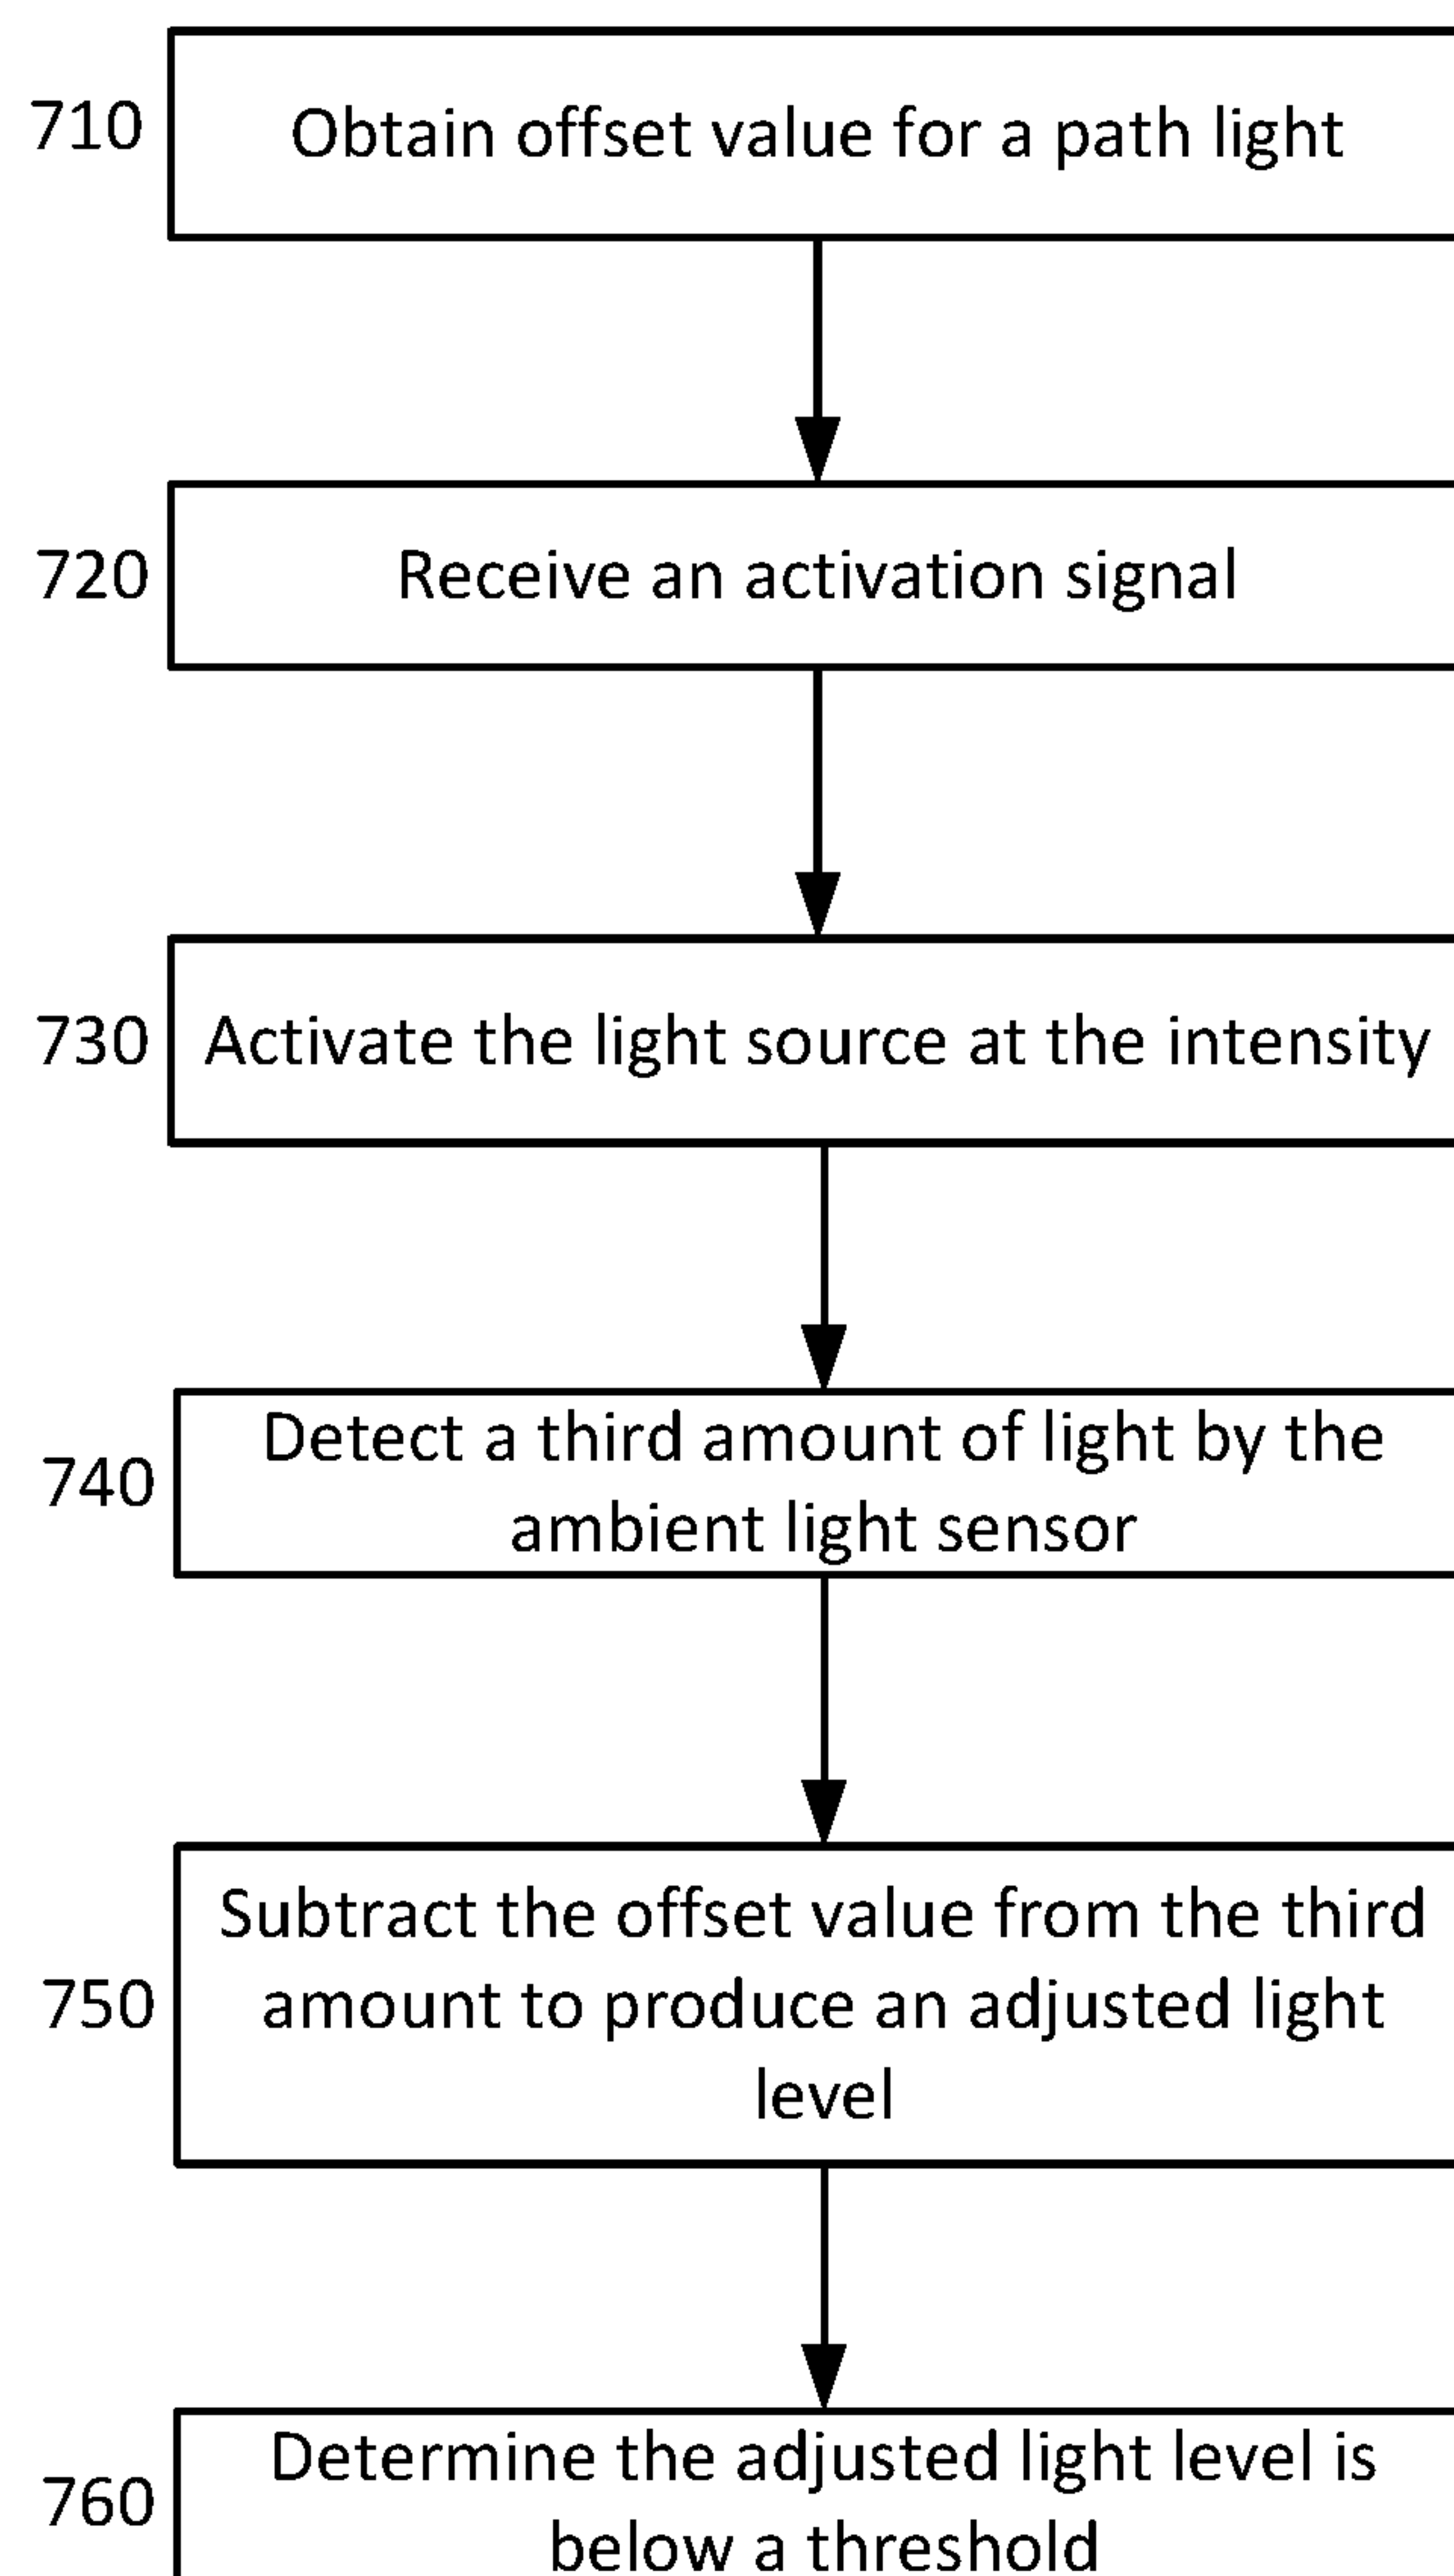 710
Obtain offset value for a path light
720
Receive an activation signal
730
Activate the light source at the intensity
740
Detect a third amount of light by the
ambient light sensor
750
Subtract the offset value from the third
amount to produce an adjusted light
level
760
Determine the adjusted light level is
below a threshold